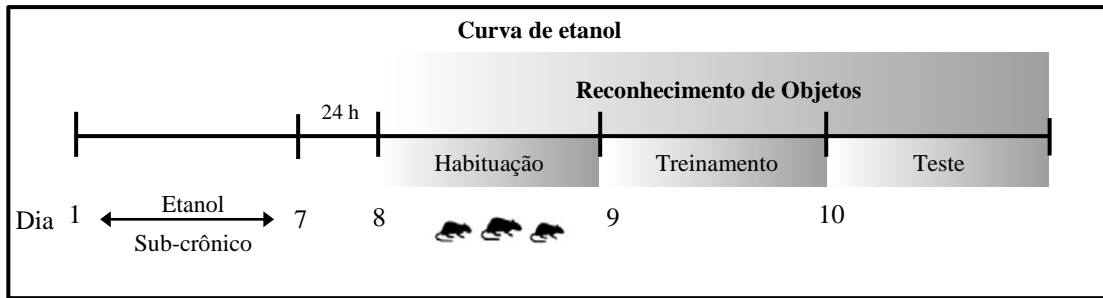 Curva de etanol
Reconhecimento de Objetos
24 h
Habituação Treinamento Teste
Dia 1 Etanol 7 8 9 10
Sub-crônico